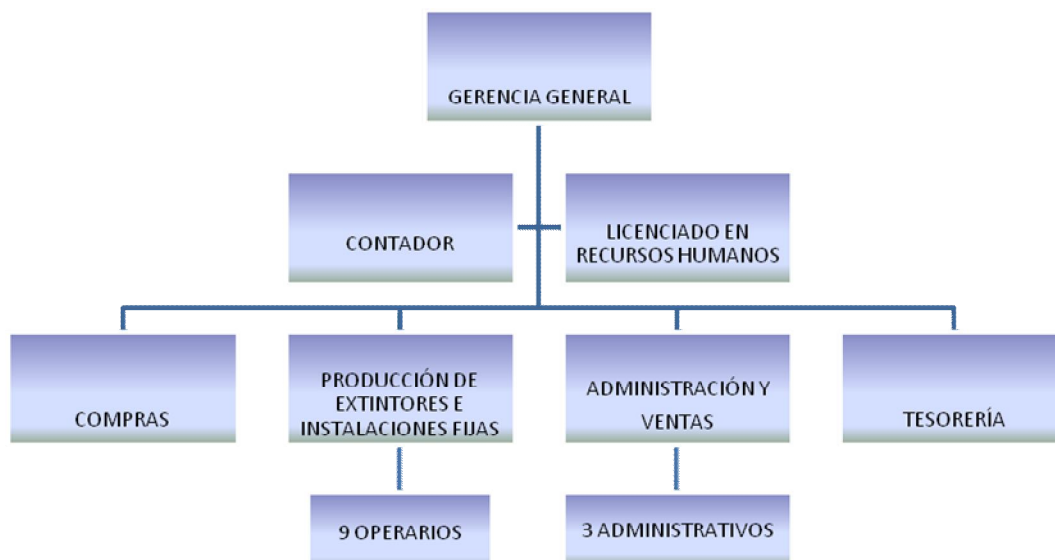 GERENCIA GENERAL
CONTADOR
LICENCIADO EN
RECURSOS HUMANOS
COMPRAS
PRODUCCIÓN DE
EXTINTORES E
INSTALACIONES FIJAS
ADMINISTRACIÓN Y
VENTAS
TESORERÍA
9 OPERARIOS
3 ADMINISTRATIVOS